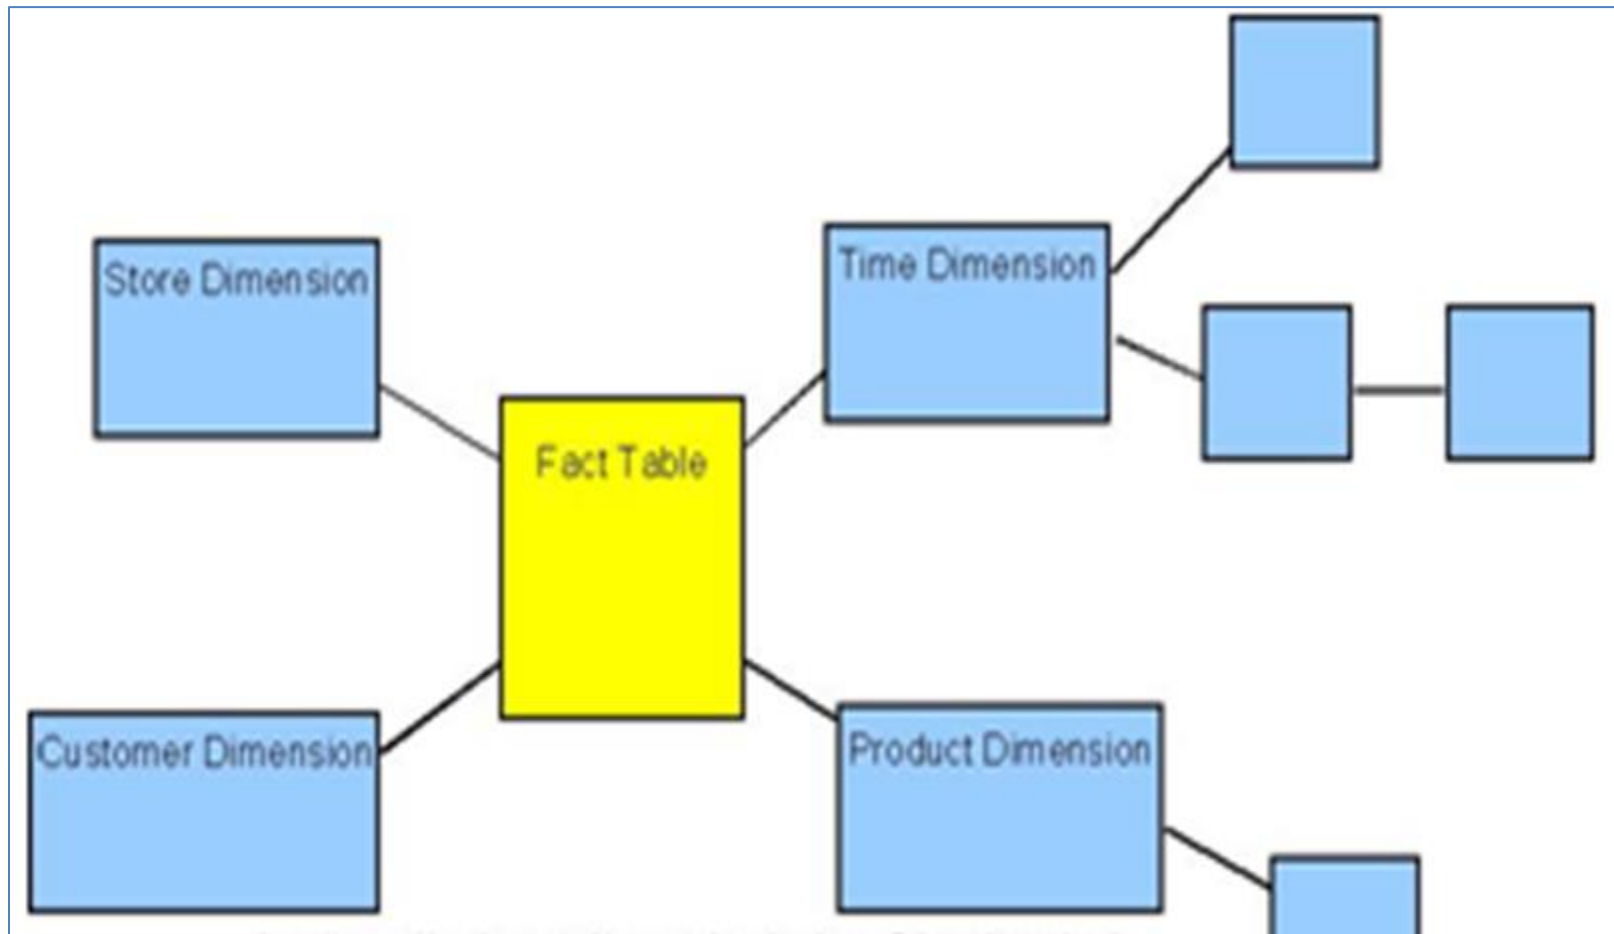 Store Dimension
Time Dimension
Fact Table
Customer Dimension
Product Dimension